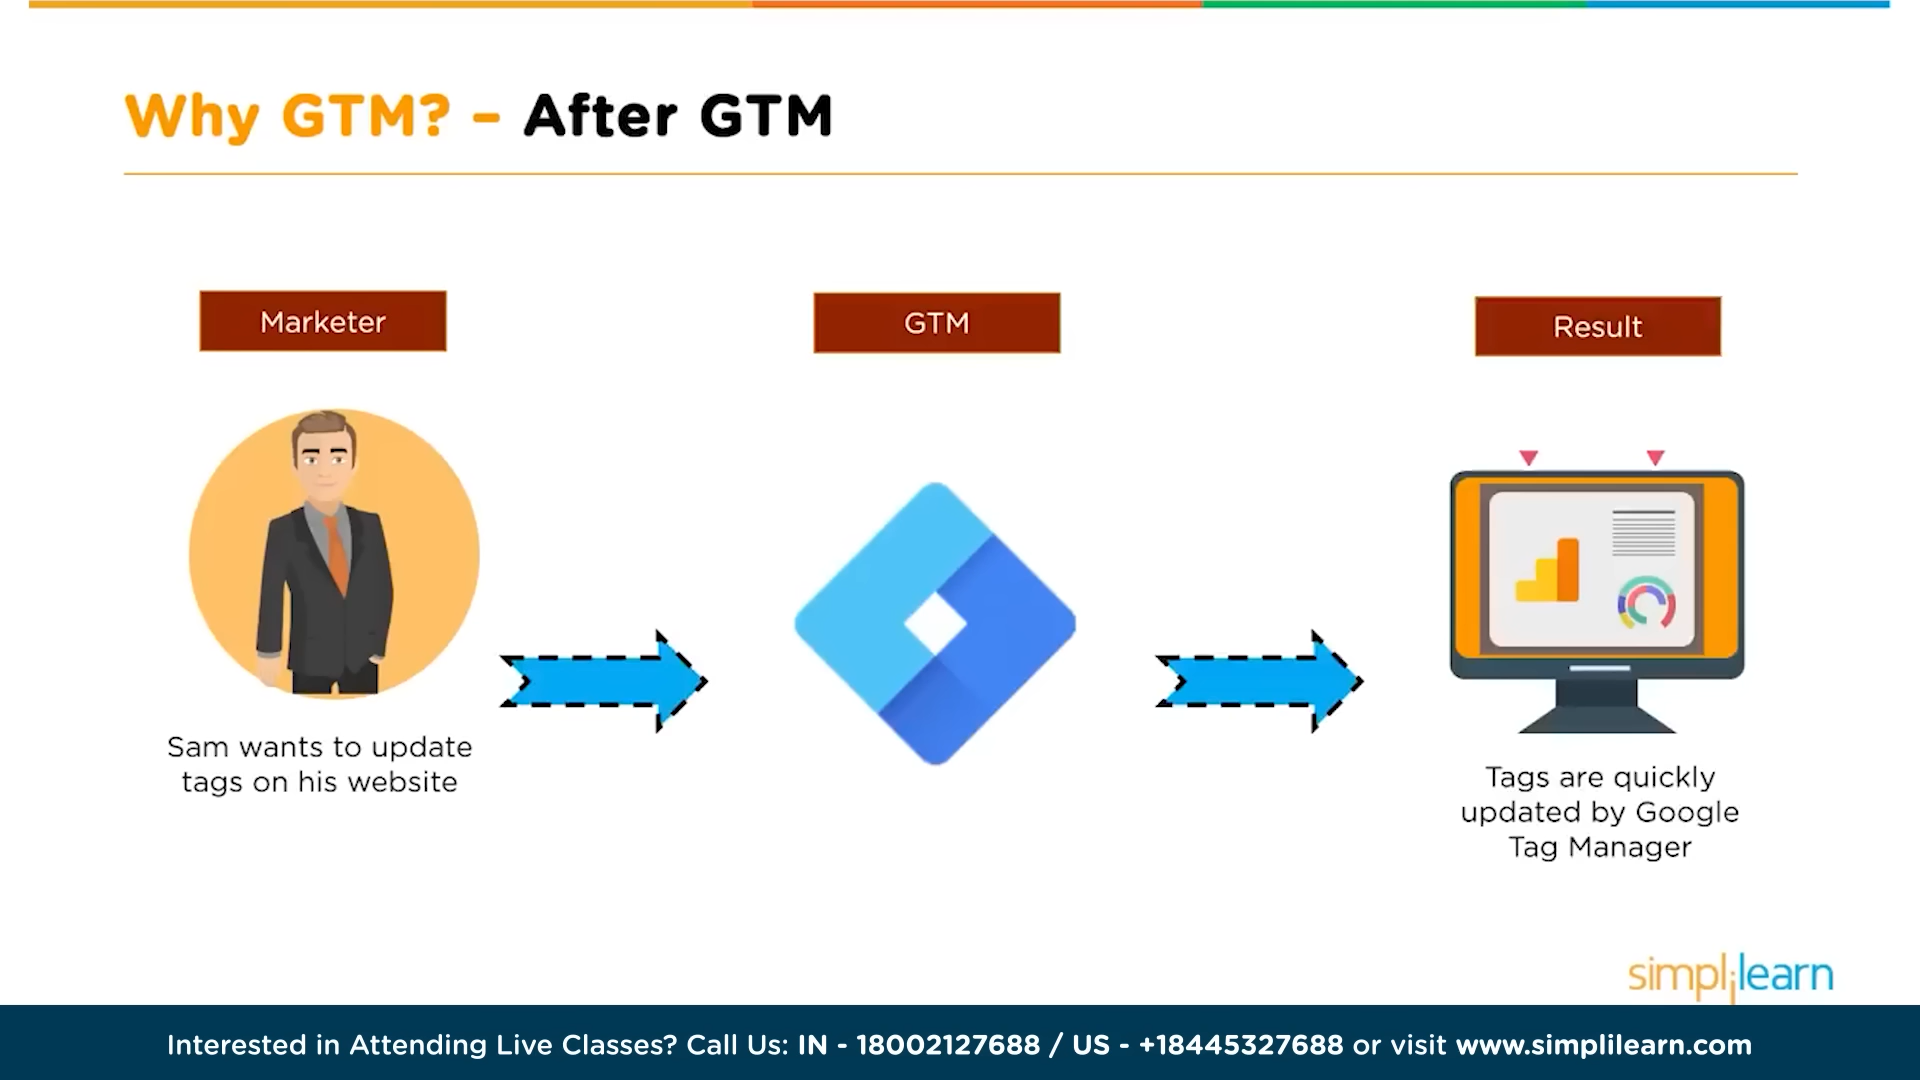 Why GTM? – After GTM
Marketer
GTM
Result
Sam wants to update
tags on his website
Tags are quickly
updated by Google
Tag Manager
simplilearn
Interested in Attending Live Classes? Call Us: IN - 18002127688 / US - +18445327688 or visit www.simplilearn.com